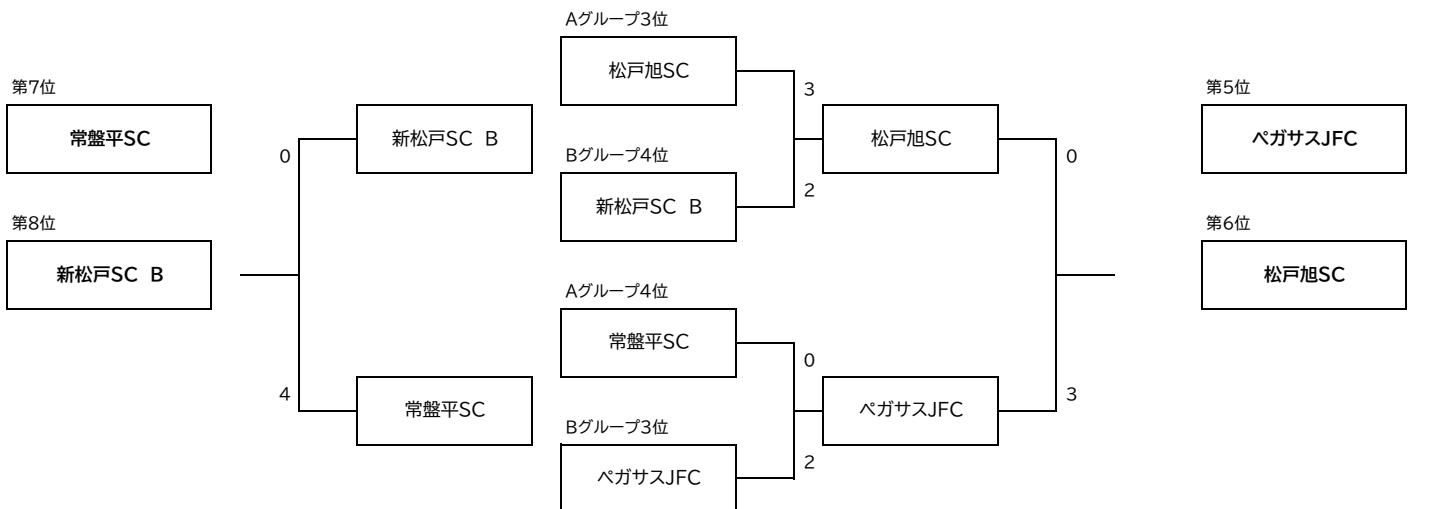 Aグループ3位
松戸旭SC
3
第7位
第5位
常盤平SC
新松戸SC B
松戸旭SC
ペガサスJFC
0
Bグループ4位
0
2
新松戸SC B
第8位
第6位
新松戸SC B
松戸旭SC
Aグループ4位
常盤平SC
0
4
3
常盤平SC
ペガサスJFC
Bグループ3位
2
ペガサスJFC